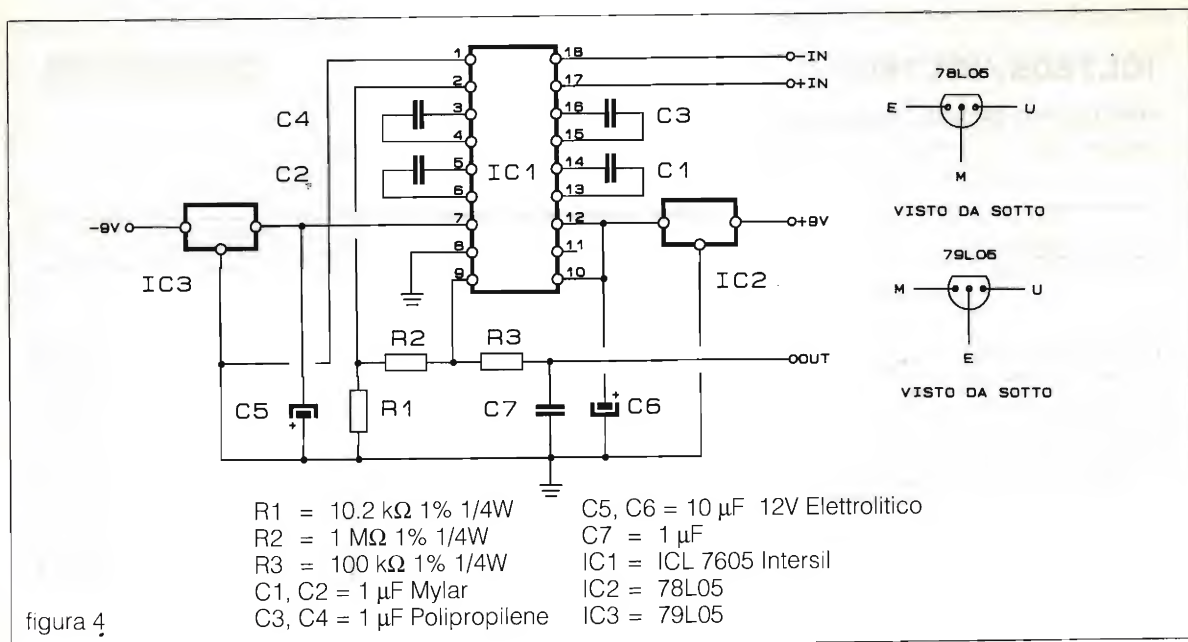 1
2
3
4
5
6
7
8
9
18
17
16
15
14
13
12
11
10
IC1
C4
C2
C3
C1
-IN
+IN
-9V
+9V
IC3
IC2
R2
R3
R1
C5
+
C7
C6
+
OUT
78L05
E
U
M
VISTO DA SOTTO
79L05
M
U
E
VISTO DA SOTTO
R1 = 10.2 kΩ 1% 1/4W
R2 = 1 MΩ 1% 1/4W
R3 = 100 kΩ 1% 1/4W
C1, C2 = 1 µF Mylar
C3, C4 = 1 µF Polipropilene
C5, C6 = 10 µF 12V Elettrolitico
C7 = 1 µF
IC1 = ICL 7605 Intersil
IC2 = 78L05
IC3 = 79L05
figura 4